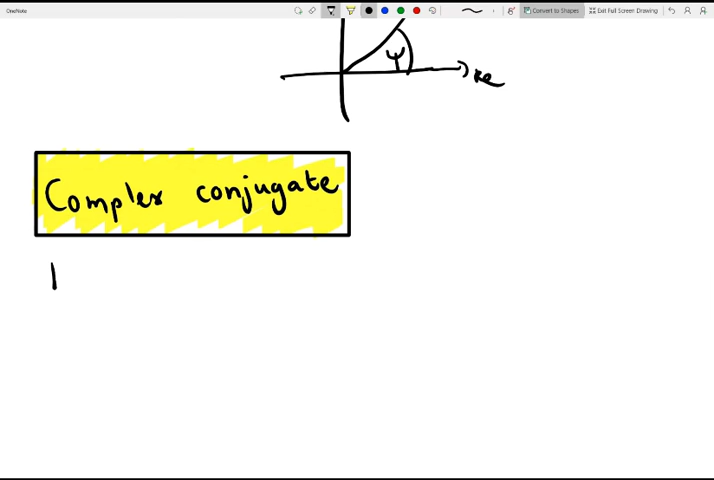 OneNote
Convert to Shapes
Exit Full Screen Drawing
ψ
Re
Complex conjugate
I